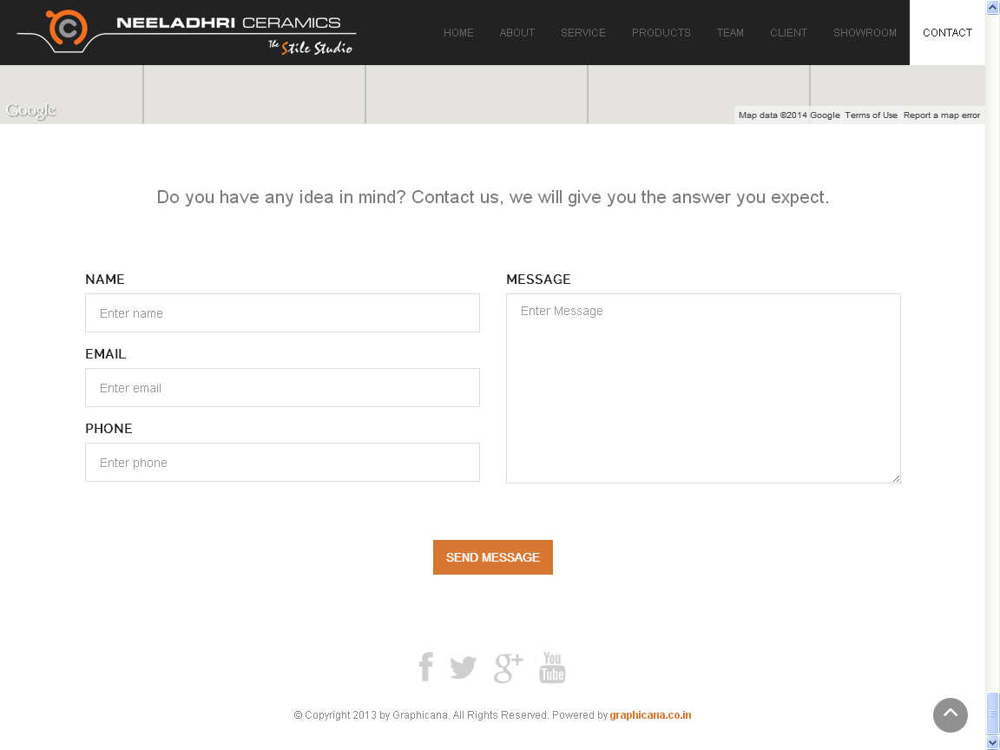 NEELADHRI CERAMICS
The Stile Studio
HOME ABOUT SERVICE PRODUCTS TEAM CLIENT SHOWROOM CONTACT
Google
Map data ©2014 Google Terms of Use Report a map error
Do you have any idea in mind? Contact us, we will give you the answer you expect.
NAME
Enter name
EMAIL
Enter email
PHONE
Enter phone
MESSAGE
Enter Message
SEND MESSAGE
You
Tube
© Copyright 2013 by Graphicana. All Rights Reserved. Powered by graphicana.co.in